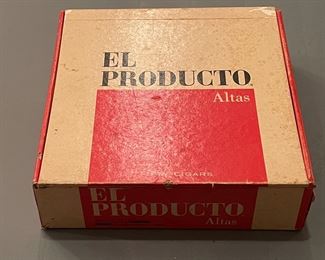 EL
PRODUCTO
Altas
CIGARS
EL
PRODUCTO
Altas